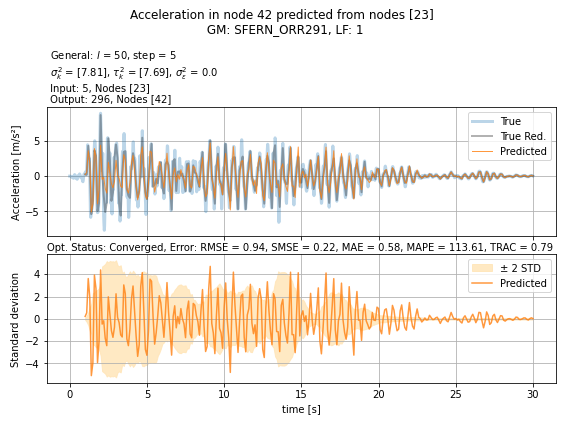 Acceleration in node 42 predicted from nodes [23]
GM: SFERN_ORR291, LF: 1
General: l = 50, step = 5
σ²ₖ = [7.81], τ²ₖ = [7.69], σ²ε = 0.0
Input: 5, Nodes [23]
Output: 296, Nodes [42]
Acceleration [m/s²]
5
0
−5
True
True Red.
Predicted
Opt. Status: Converged, Error: RMSE = 0.94, SMSE = 0.22, MAE = 0.58, MAPE = 113.61, TRAC = 0.79
Standard deviation
4
2
0
−2
−4
± 2 STD
Predicted
0 5 10 15 20 25 30
time [s]